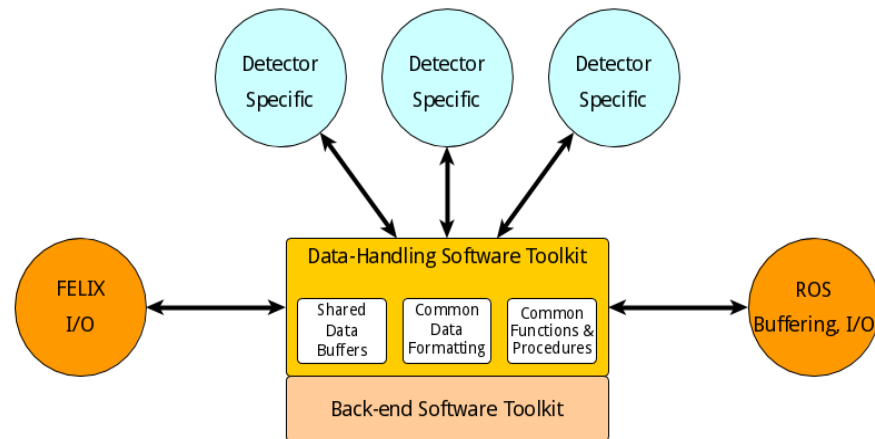 Detector
Specific
Detector
Specific
Detector
Specific
Data-Handling Software Toolkit
FELIX
I/O
Shared
Data
Buffers
Common
Data
Formatting
Common
Functions &
Procedures
ROS
Buffering, I/O
Back-end Software Toolkit